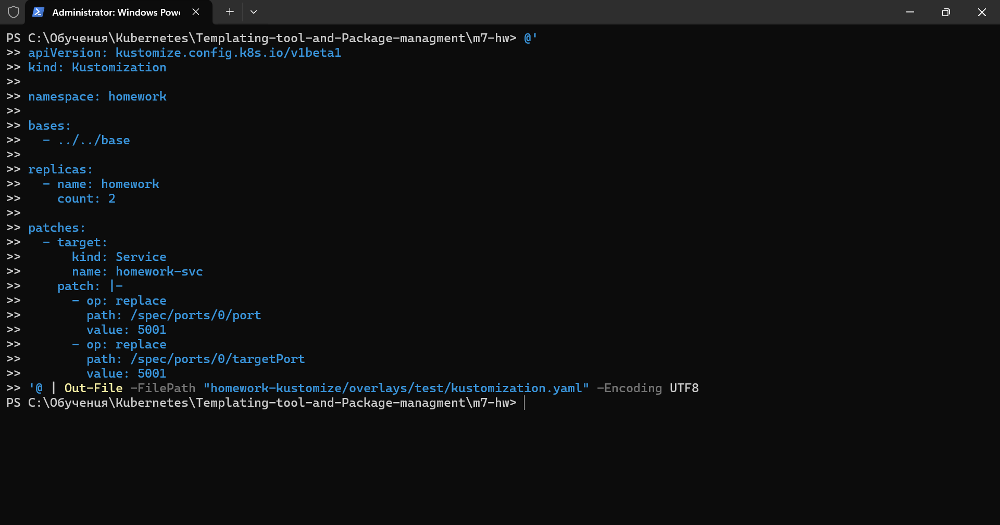 Administrator: Windows Powe
PS C:\Обучения\Kubernetes\Templating-tool-and-Package-managment\m7-hw> @'
>> apiVersion: kustomize.config.k8s.io/v1beta1
>> kind: Kustomization
>>
>> namespace: homework
>>
>> bases:
>>   - ../../base
>>
>> replicas:
>>   - name: homework
>>     count: 2
>>
>> patches:
>>   - target:
>>       kind: Service
>>       name: homework-svc
>>     patch: |-
>>       - op: replace
>>         path: /spec/ports/0/port
>>         value: 5001
>>       - op: replace
>>         path: /spec/ports/0/targetPort
>>         value: 5001
>> '@ | Out-File -FilePath "homework-kustomize/overlays/test/kustomization.yaml" -Encoding UTF8
PS C:\Обучения\Kubernetes\Templating-tool-and-Package-managment\m7-hw>